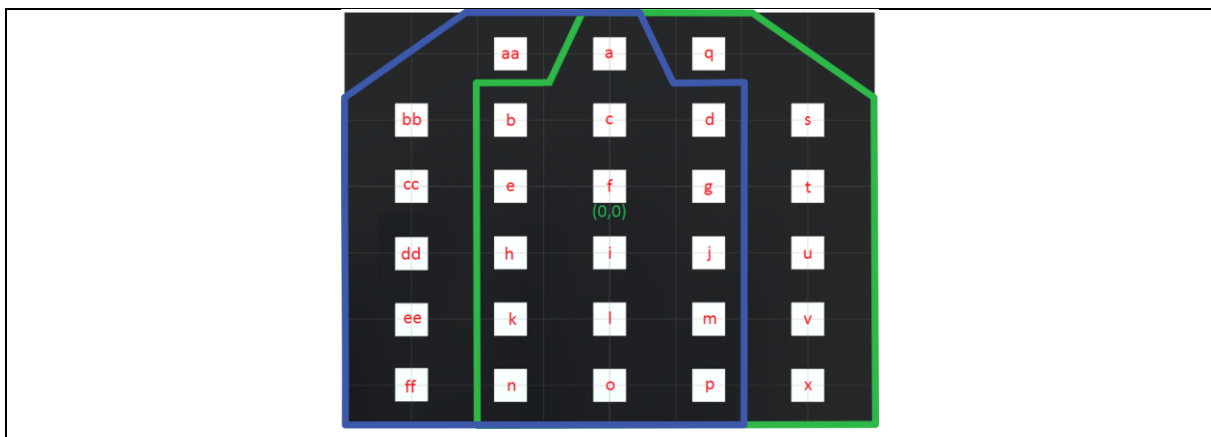 aa a q
bb b c d s
cc e f g t
(0,0)
dd h i j u
ee k l m v
ff n o p x